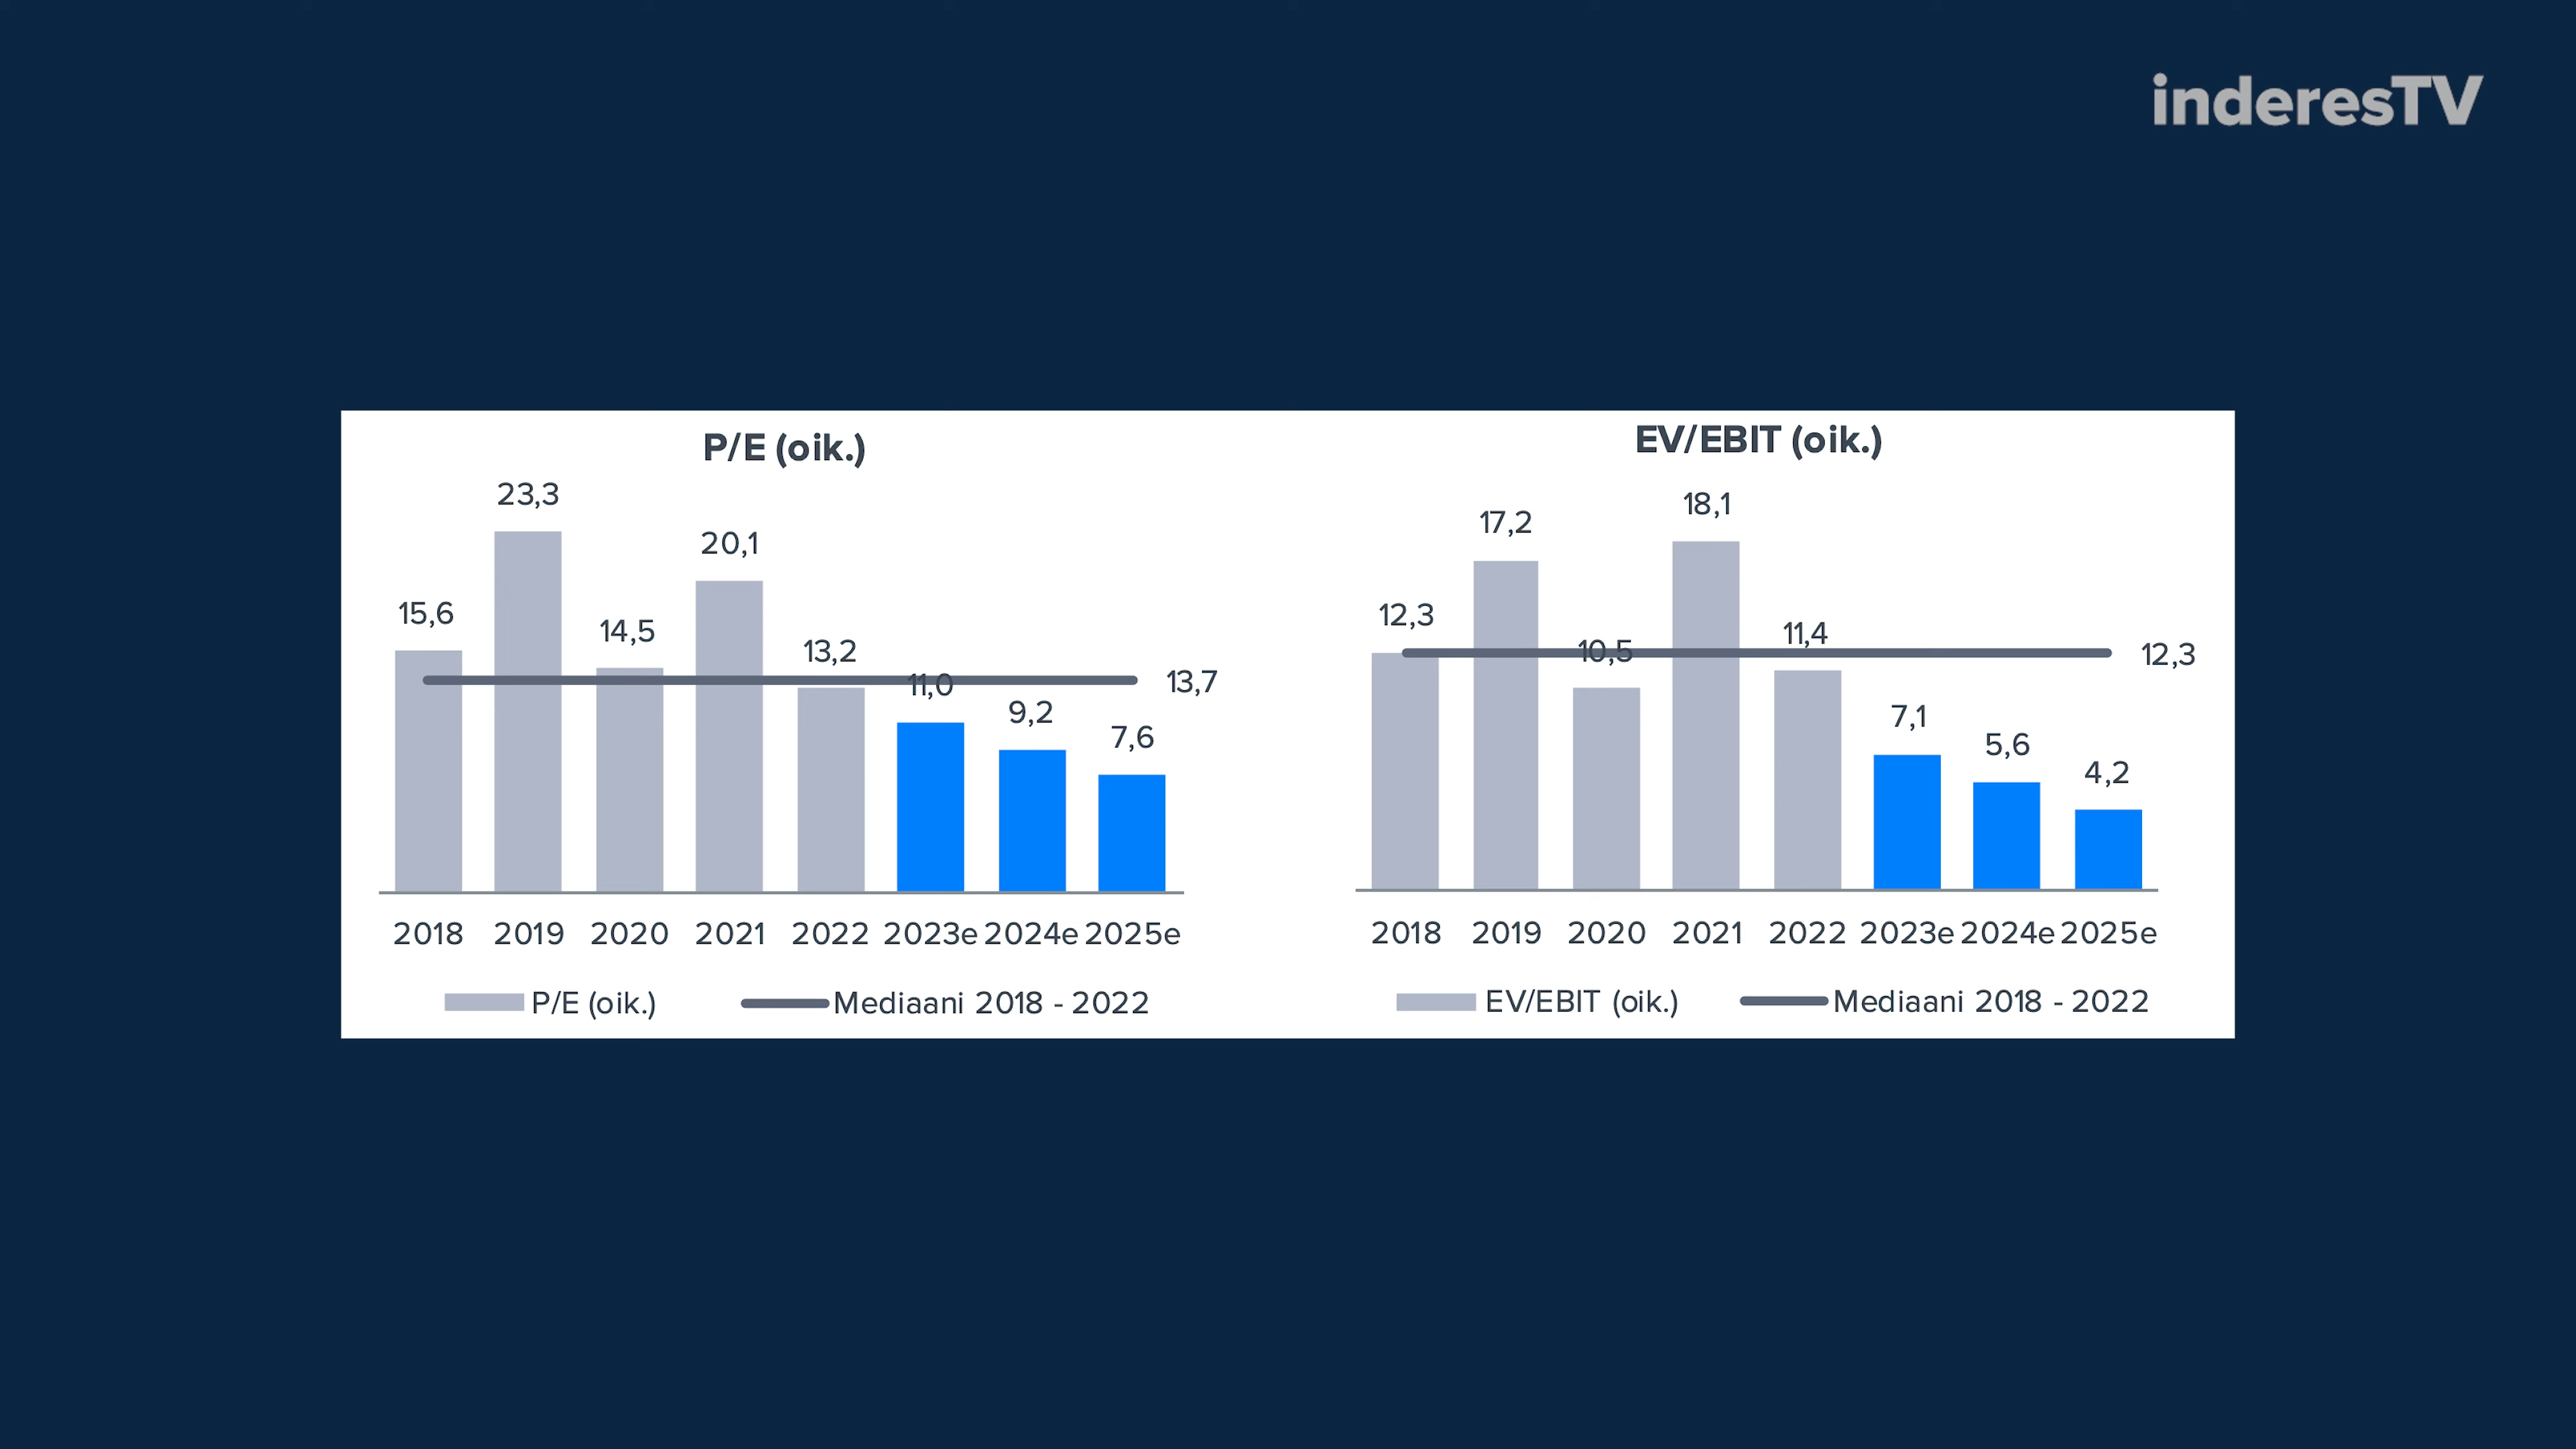 inderesTV
P/E (oik.)
23,3
20,1
15,6
14,5
13,2
11,0
13,7
9,2
7,6
2018 2019 2020 2021 2022 2023e 2024e 2025e
P/E (oik.) Mediaani 2018 - 2022
EV/EBIT (oik.)
18,1
17,2
12,3
11,4
10,5
12,3
7,1
5,6
4,2
2018 2019 2020 2021 2022 2023e 2024e 2025e
EV/EBIT (oik.) Mediaani 2018 - 2022